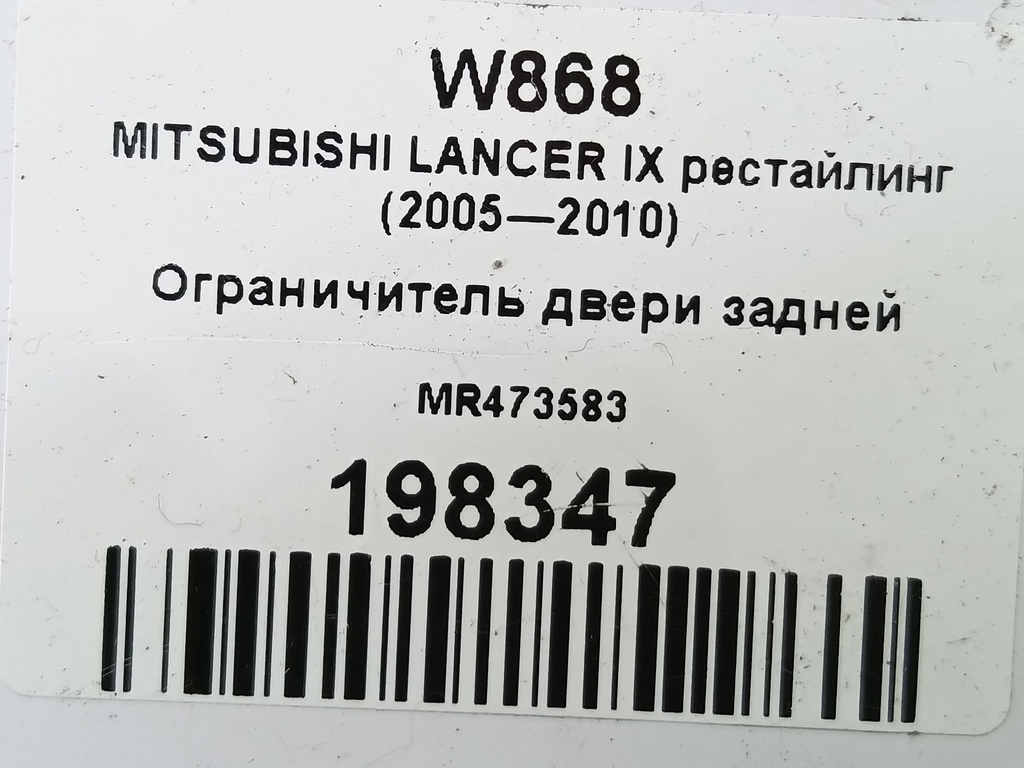 W868
MITSUBISHI LANCER IX рестайлинг
(2005—2010)
Ограничитель двери задней
MR473583
198347